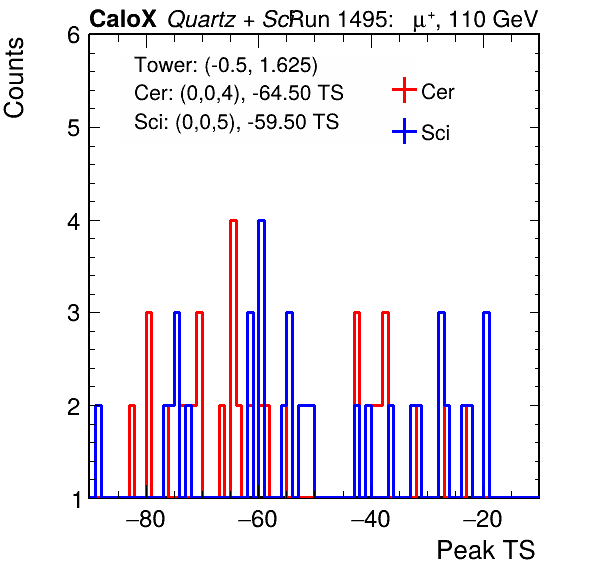 CaloX Quartz + Sci Run 1495: μ⁺, 110 GeV
Counts
Tower: (-0.5, 1.625)
Cer: (0,0,4), -64.50 TS
Sci: (0,0,5), -59.50 TS
Cer
Sci
6
5
4
3
2
1
−80 −60 −40 −20
Peak TS